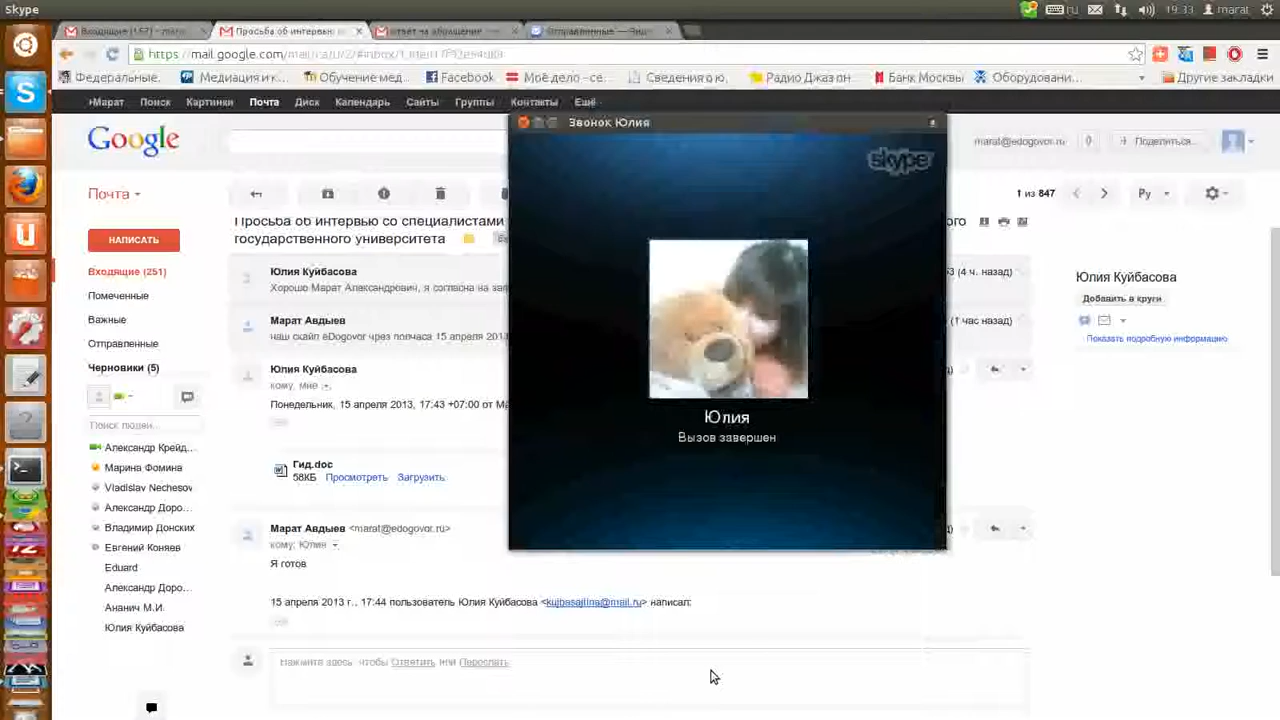 Skype
ru
19:33
marat
Просьба об интервью
https://mail.google.com
Федеральные.
Медиация и к...
Обучение мед...
Facebook
Моё дело -се...
Сведения о ю.
Радио Джаз on...
Банк Москвы
Оборудовани...
Другие закладки
+Марат Поиск Картинки Почта Диск Календарь Сайты Группы Контакты Ещё
Google
marat@edogovor.ru
0
+ Поделиться...
Почта
1 из 847
Ру
НАПИСАТЬ
Входящие (251)
Помеченные
Важные
Отправленные
Черновики (5)
Александр Крейд...
Марина Фомина
Vladislav Nechesov
Александр Доро...
Владимир Донских
Евгений Коняев
Eduard
Александр Доро...
Ананич М.И.
Юлия Куйбасова
Просьба об интервью со специалистами
государственного университета
Юлия Куйбасова
Хорошо Марат Александрович, я согласна на
(4 ч. назад)
Марат Авдыев
наш скайп eDogovor чрез полчаса 15 апреля 2013
(1 час назад)
Юлия Куйбасова
кому: мне
Понедельник, 15 апреля 2013, 17:43 +07:00 от
Гид.doc
58КБ Просмотреть Загрузить
Марат Авдыев <marat@edogovor.ru>
кому: Юлия
Я готов
15 апреля 2013 г., 17:44 пользователь Юлия Куйбасова написал:
Нажмите здесь, чтобы Ответить или Переслать
Звонок Юлия
skype
Юлия
Вызов завершен
Юлия Куйбасова
Добавить в круги
Показать подробную информацию